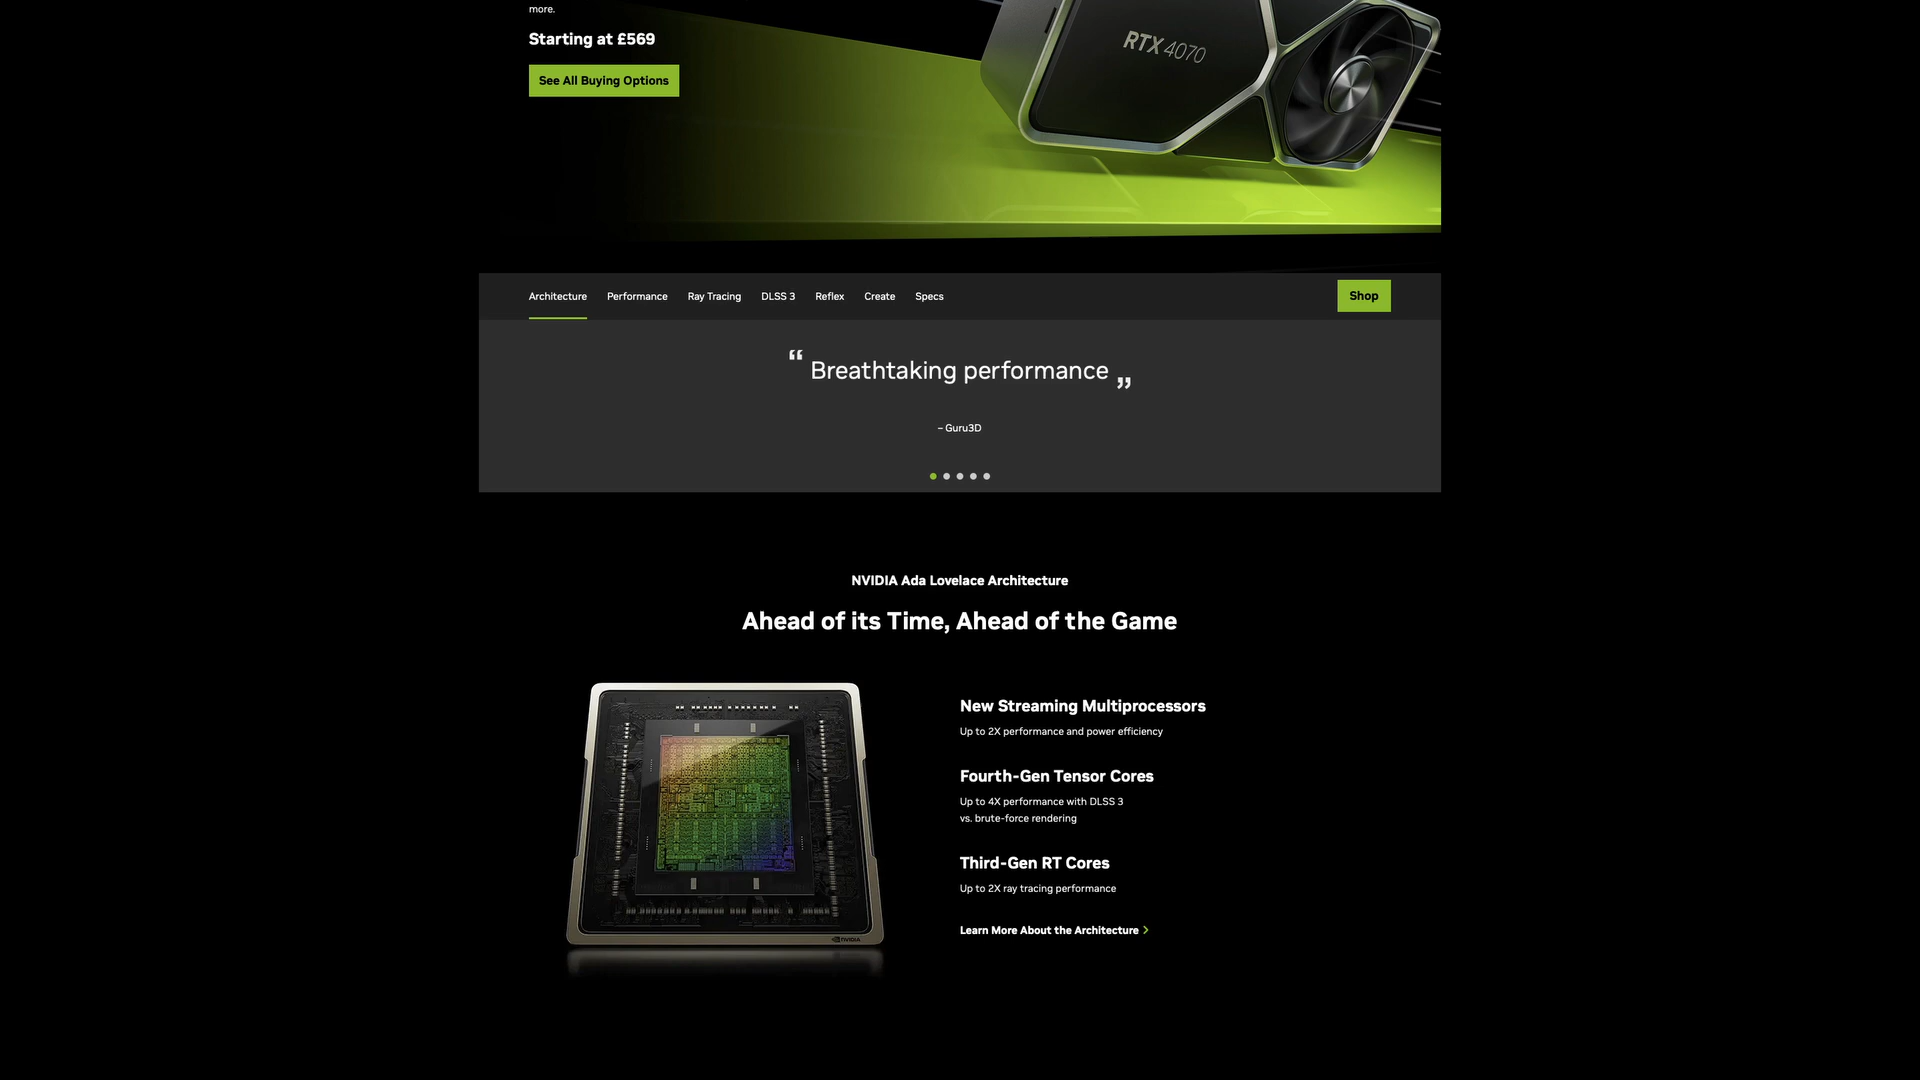 more.
Starting at £569
See All Buying Options
RTX 4070
Architecture
Performance
Ray Tracing
DLSS 3
Reflex
Create
Specs
Shop
“ Breathtaking performance „
– Guru3D
NVIDIA Ada Lovelace Architecture
Ahead of its Time, Ahead of the Game
New Streaming Multiprocessors
Up to 2X performance and power efficiency
Fourth-Gen Tensor Cores
Up to 4X performance with DLSS 3
vs. brute-force rendering
Third-Gen RT Cores
Up to 2X ray tracing performance
Learn More About the Architecture
NVIDIA